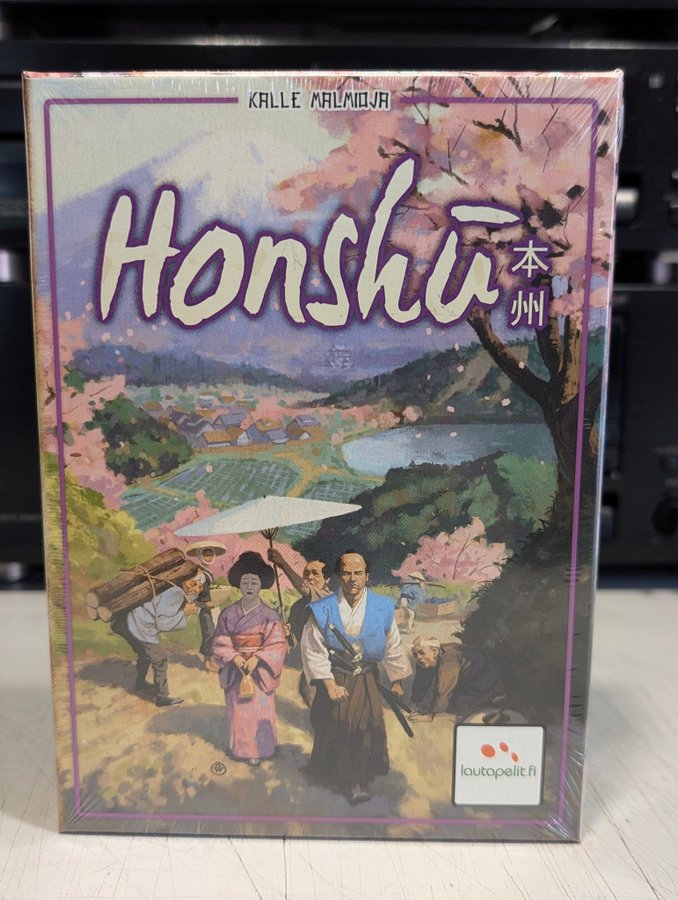 KALLE MALMIOJA
Honshū
本
州
lautapelit.fi